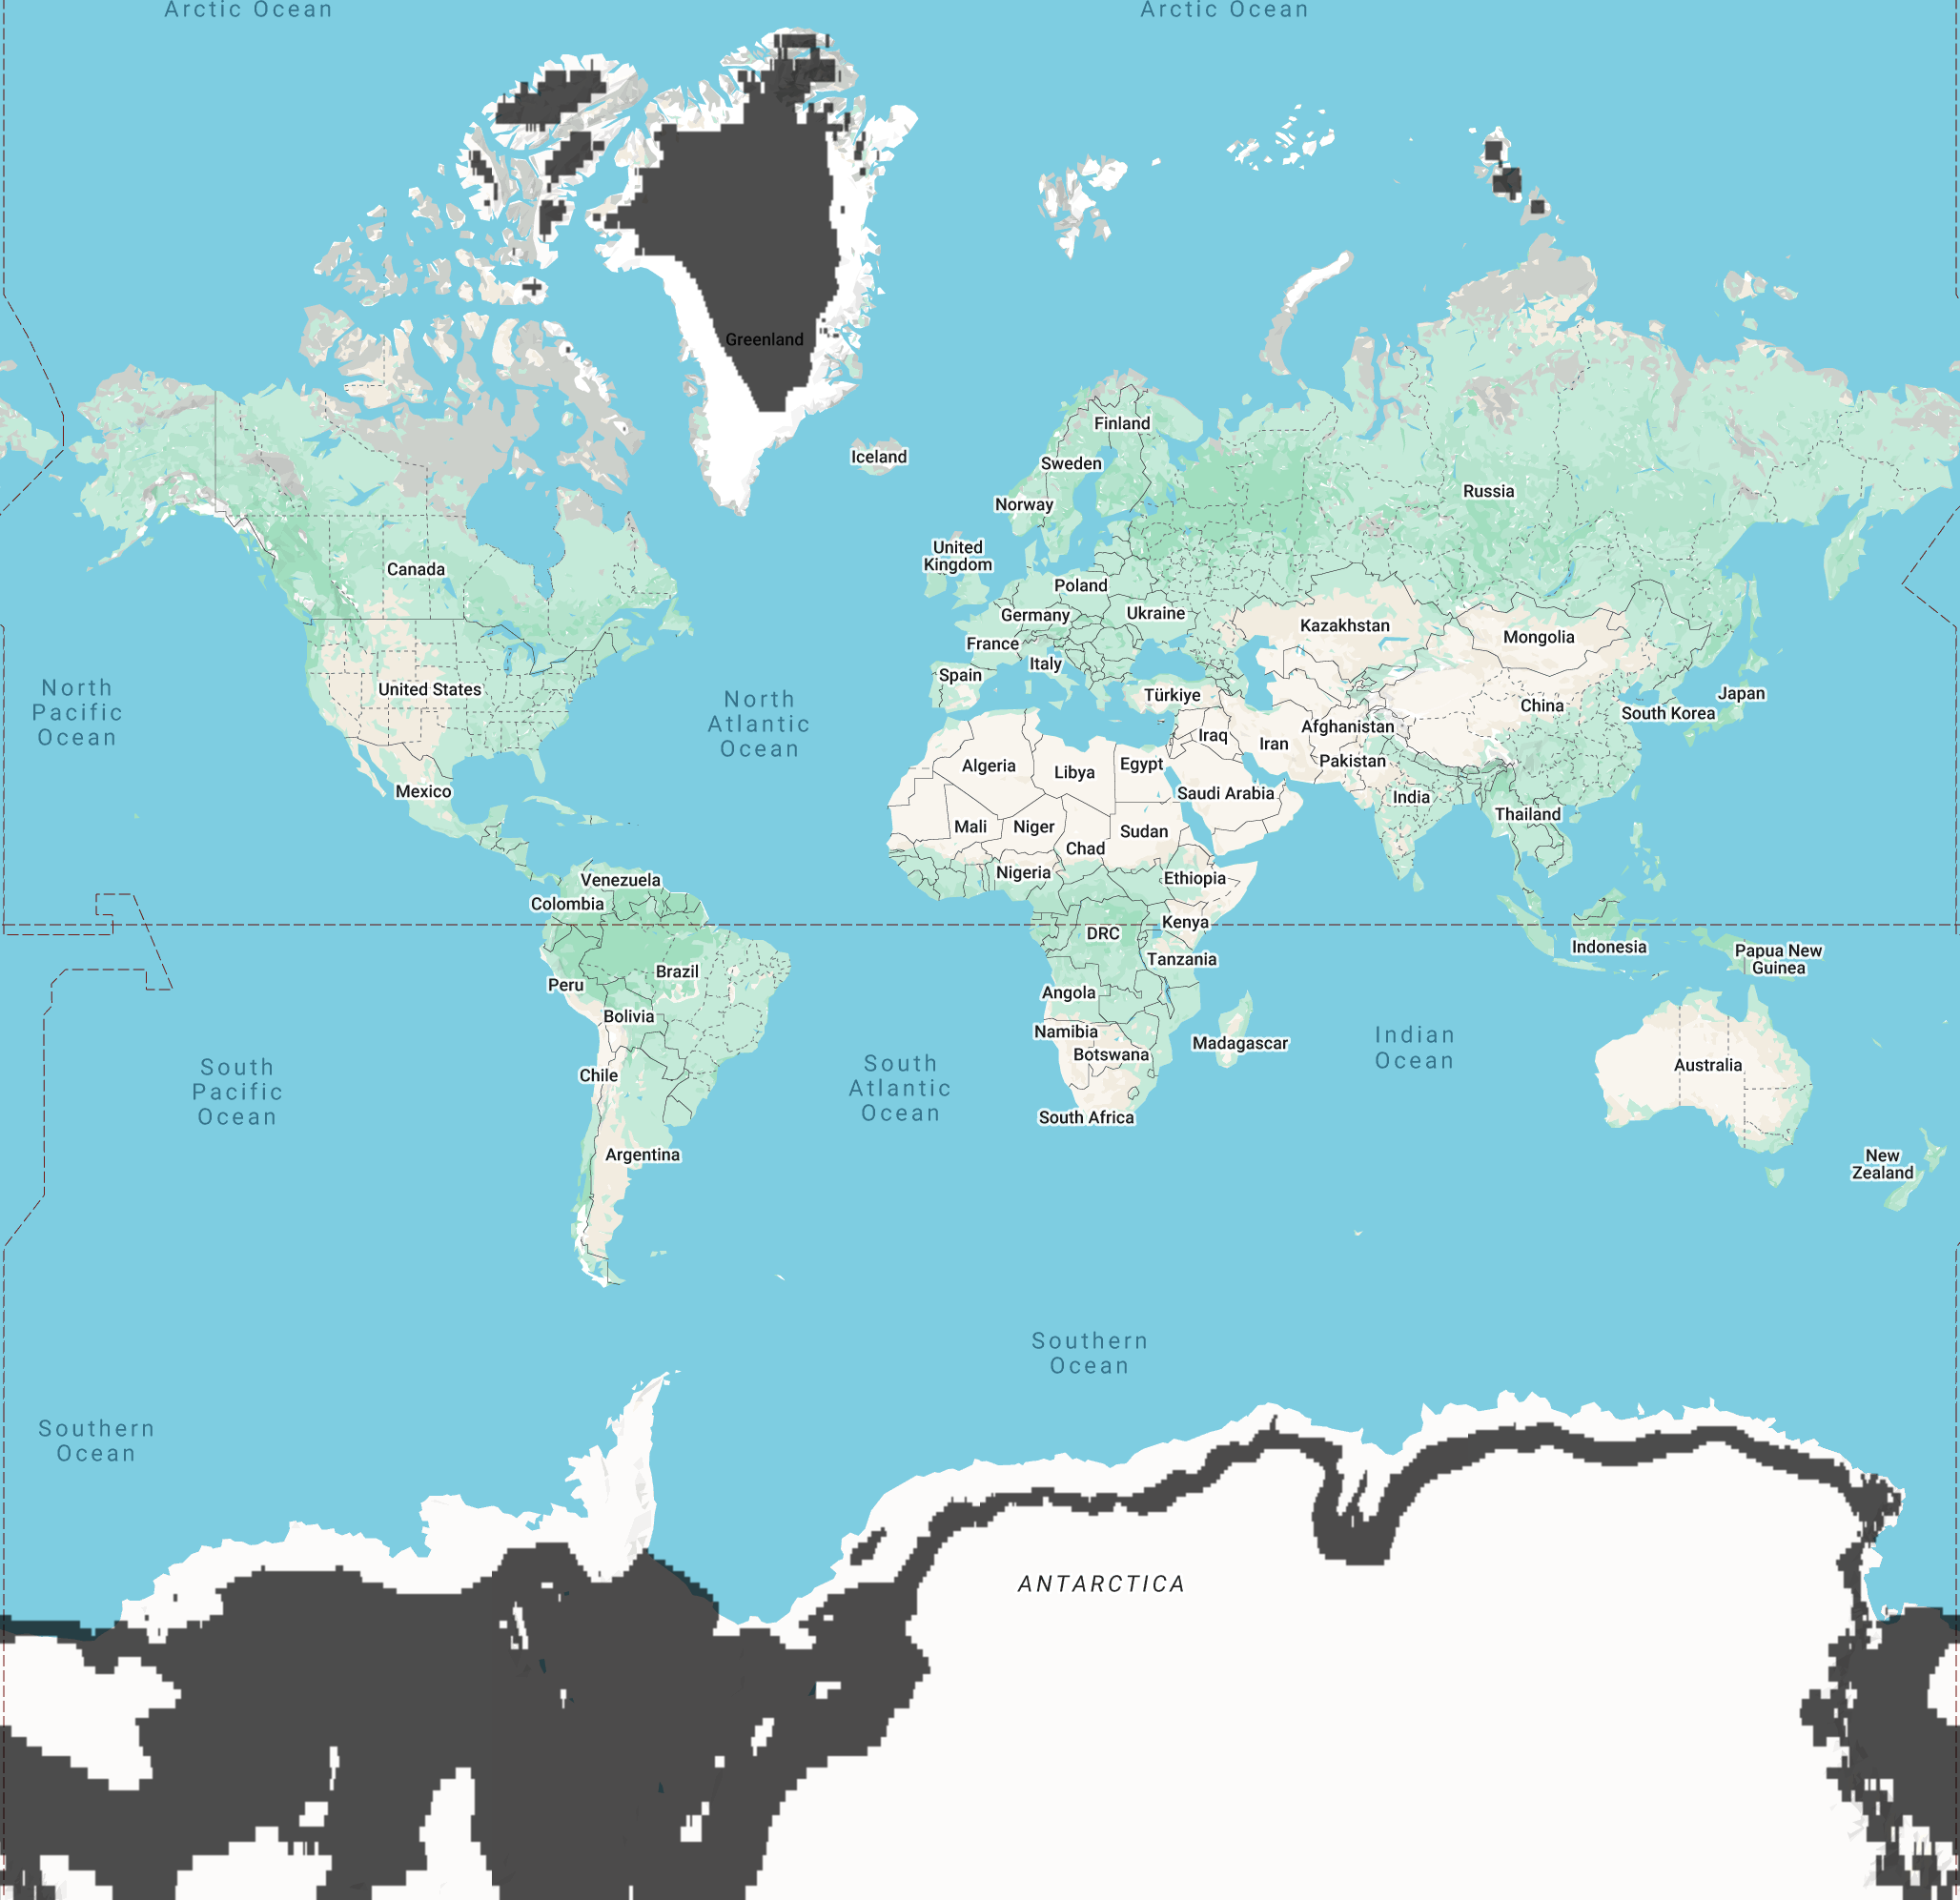 Arctic Ocean
Arctic Ocean
Greenland
Finland
Iceland
Sweden
Russia
Norway
United
Kingdom
Canada
Poland
Germany
Ukraine
Kazakhstan
Mongolia
France
Italy
Spain
United States
Türkiye
Japan
China
South Korea
North
Pacific
Ocean
North
Atlantic
Ocean
Afghanistan
Iraq
Iran
Pakistan
Algeria
Libya
Egypt
Saudi Arabia
India
Mexico
Thailand
Mali
Niger
Sudan
Chad
Nigeria
Ethiopia
Venezuela
Colombia
Kenya
DRC
Indonesia
Papua New
Guinea
Tanzania
Brazil
Peru
Angola
Bolivia
Namibia
Madagascar
Botswana
Indian
Ocean
Australia
Chile
South
Pacific
Ocean
South
Atlantic
Ocean
South Africa
Argentina
New
Zealand
Southern
Ocean
Southern
Ocean
ANTARCTICA